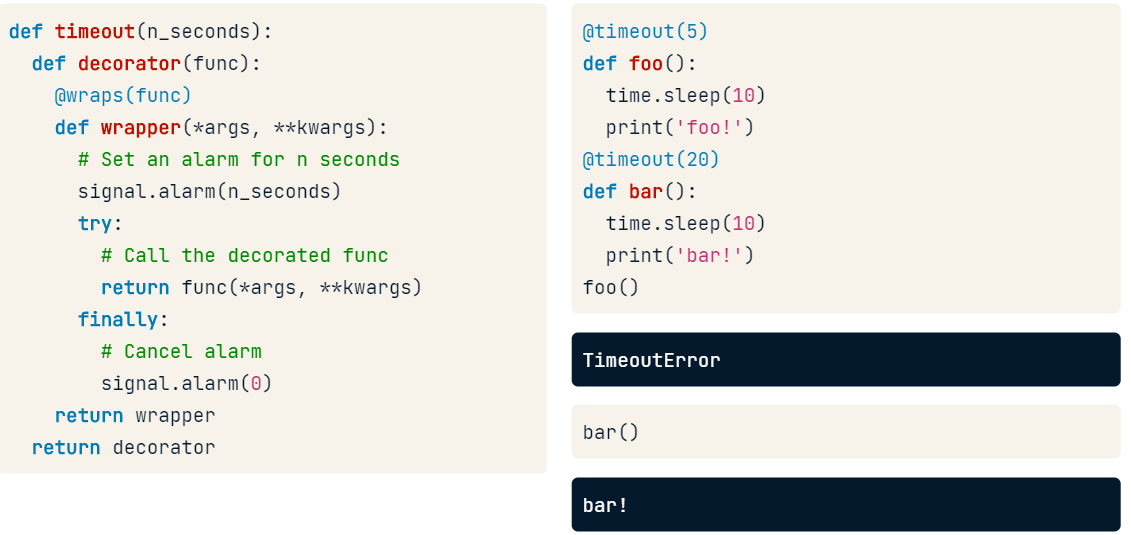 def timeout(n_seconds):
  def decorator(func):
    @wraps(func)
    def wrapper(*args, **kwargs):
      # Set an alarm for n seconds
      signal.alarm(n_seconds)
      try:
        # Call the decorated func
        return func(*args, **kwargs)
      finally:
        # Cancel alarm
        signal.alarm(0)
    return wrapper
  return decorator
@timeout(5)
def foo():
  time.sleep(10)
  print('foo!')
@timeout(20)
def bar():
  time.sleep(10)
  print('bar!')
foo()
TimeoutError
bar()
bar!